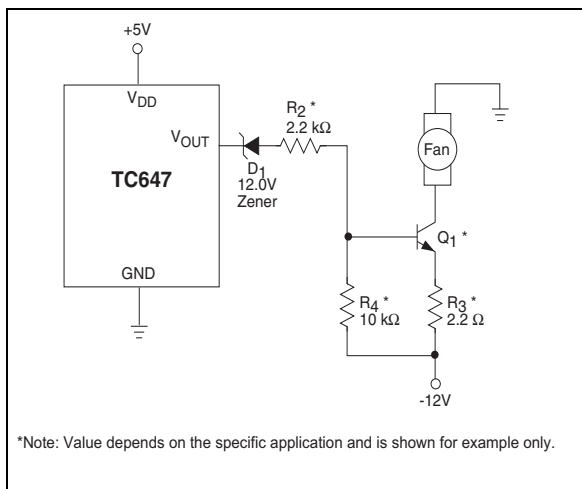 +5V
VDD
R2 *
2.2 kΩ
VOUT
Fan
TC647
D1
12.0V
Zener
Q1 *
GND
R4 *
10 kΩ
R3 *
2.2 Ω
-12V
*Note: Value depends on the specific application and is shown for example only.